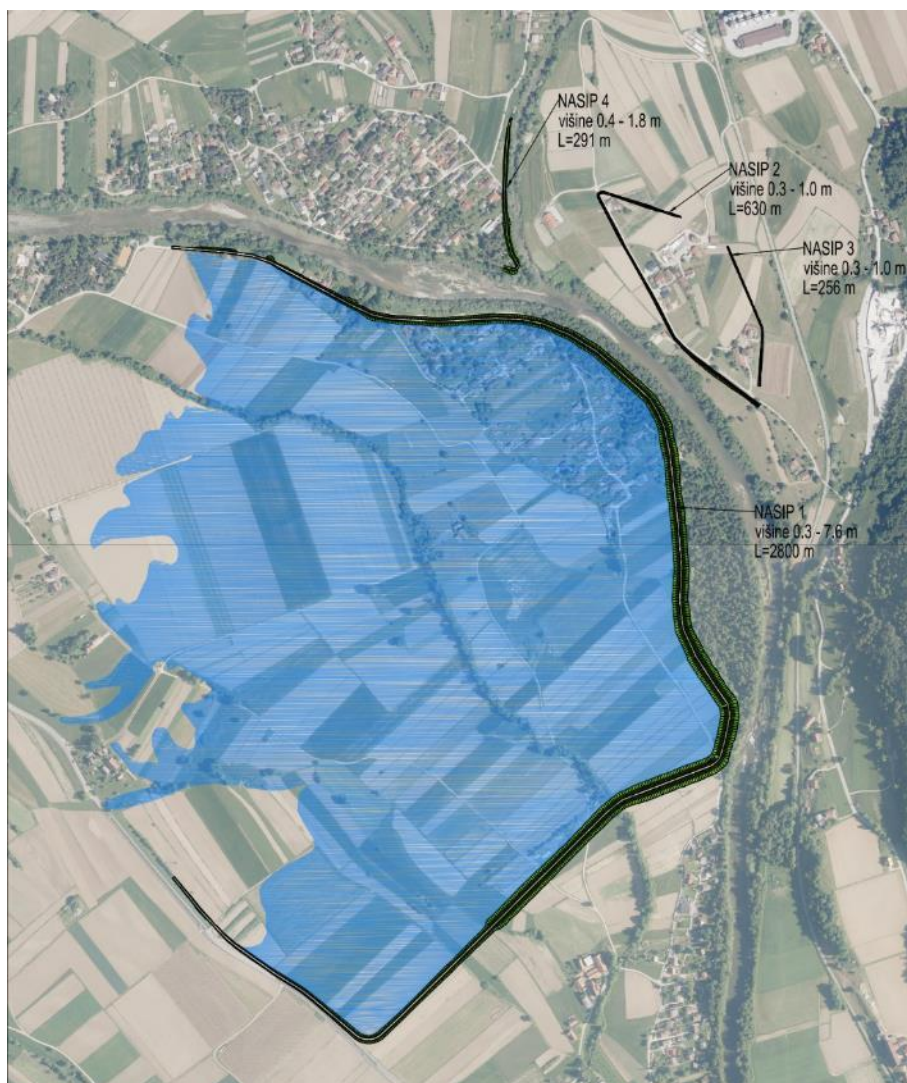 NASIP 4
višine 0.4 - 1.8 m
L=291 m
NASIP 2
višine 0.3 - 1.0 m
L=630 m
NASIP 3
višine 0.3 - 1.0 m
L=256 m
NASIP 1
višine 0.3 - 7.6 m
L=2800 m